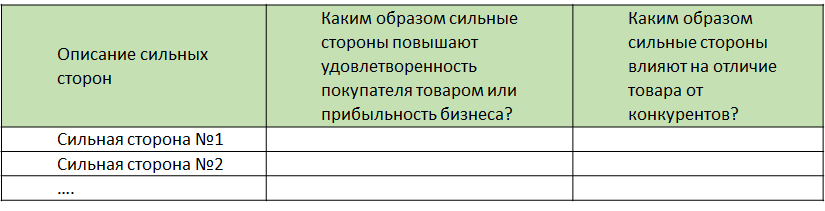 Описание сильных
сторон
Каким образом сильные
стороны повышают
удовлетворенность
покупателя товаром или
прибыльность бизнеса?
Каким образом
сильные стороны
влияют на отличие
товара от
конкурентов?
Сильная сторона №1
Сильная сторона №2
....